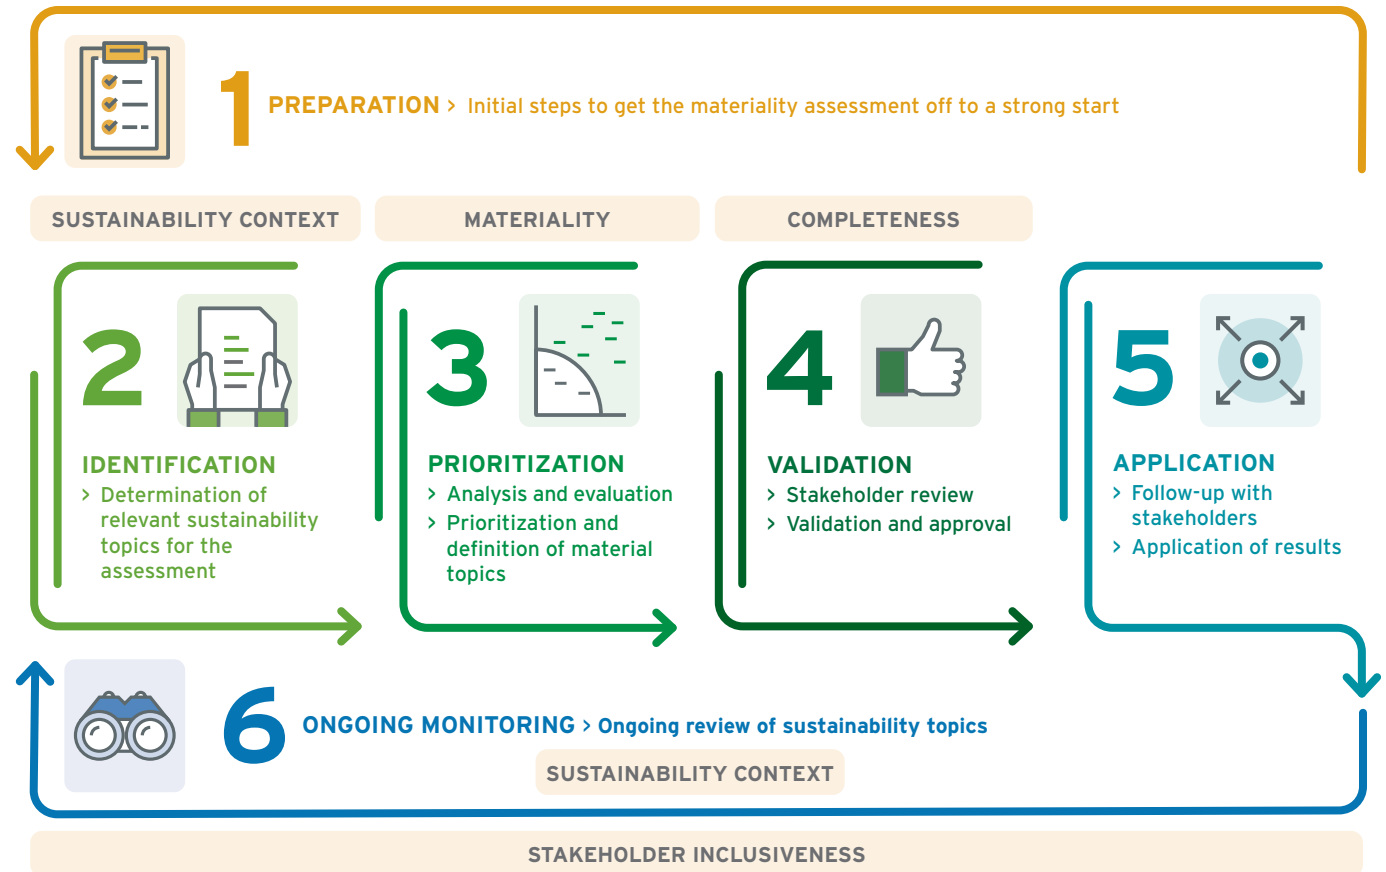 1 PREPARATION > Initial steps to get the materiality assessment off to a strong start
SUSTAINABILITY CONTEXT
MATERIALITY
COMPLETENESS
2
IDENTIFICATION
> Determination of
relevant sustainability
topics for the
assessment
3
PRIORITIZATION
> Analysis and evaluation
> Prioritization and
definition of material
topics
4
VALIDATION
> Stakeholder review
> Validation and approval
5
APPLICATION
> Follow-up with
stakeholders
> Application of results
6 ONGOING MONITORING > Ongoing review of sustainability topics
SUSTAINABILITY CONTEXT
STAKEHOLDER INCLUSIVENESS